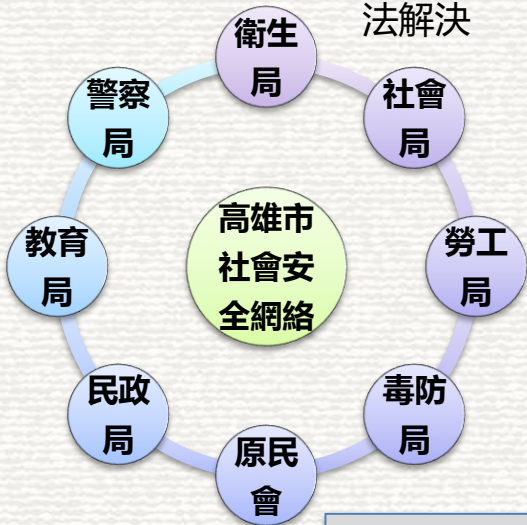 法解決
衛生
局
社會
局
勞工
局
毒防
局
原民
會
民政
局
教育
局
警察
局
高雄市
社會安
全網絡